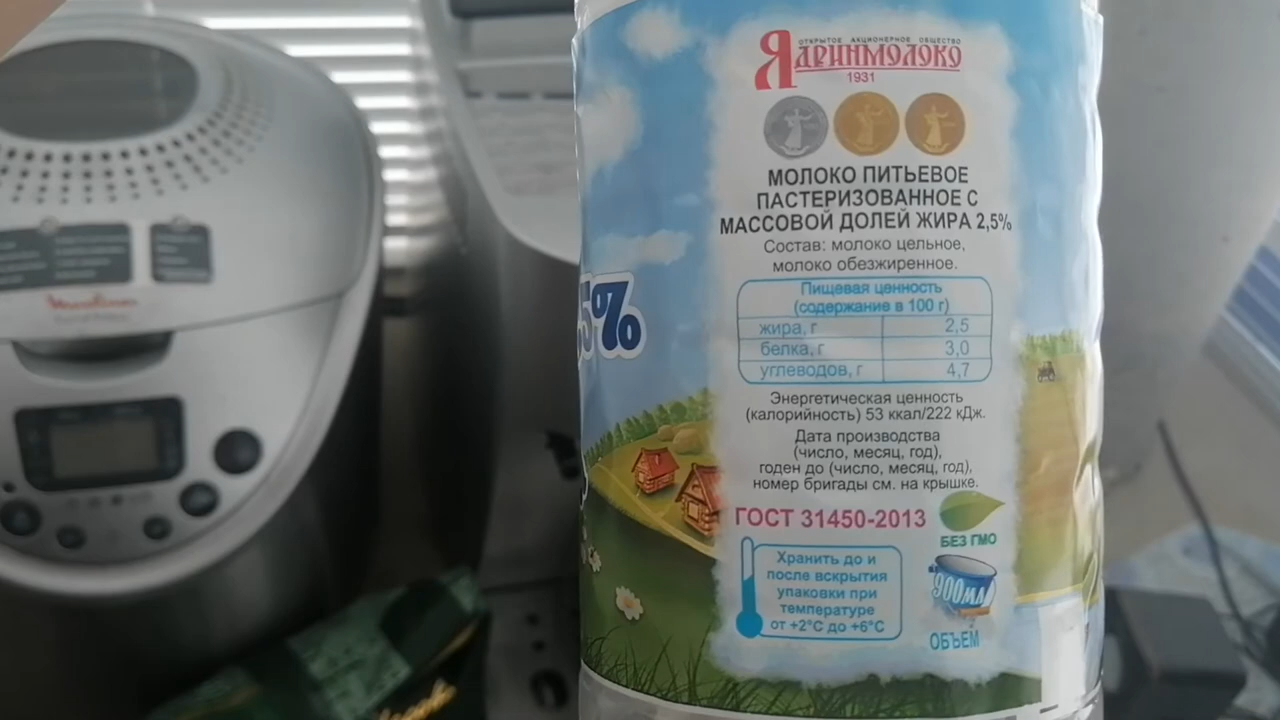 ОТКРЫТОЕ АКЦИОНЕРНОЕ ОБЩЕСТВО
ЯДРИНМОЛОКО
1931
МОЛОКО ПИТЬЕВОЕ
ПАСТЕРИЗОВАННОЕ С
МАССОВОЙ ДОЛЕЙ ЖИРА 2,5%
Состав: молоко цельное,
молоко обезжиренное.
Пищевая ценность
(содержание в 100 г)
жира, г 2,5
белка, г 3,0
углеводов, г 4,7
Энергетическая ценность
(калорийность) 53 ккал/222 кДж.
Дата производства
(число, месяц, год),
годен до (число, месяц, год),
номер бригады см. на крышке.
ГОСТ 31450-2013
БЕЗ ГМО
Хранить до и
после вскрытия
упаковки при
температуре
от +2°С до +6°С
900мл
ОБЪЕМ
5%
Moulinex